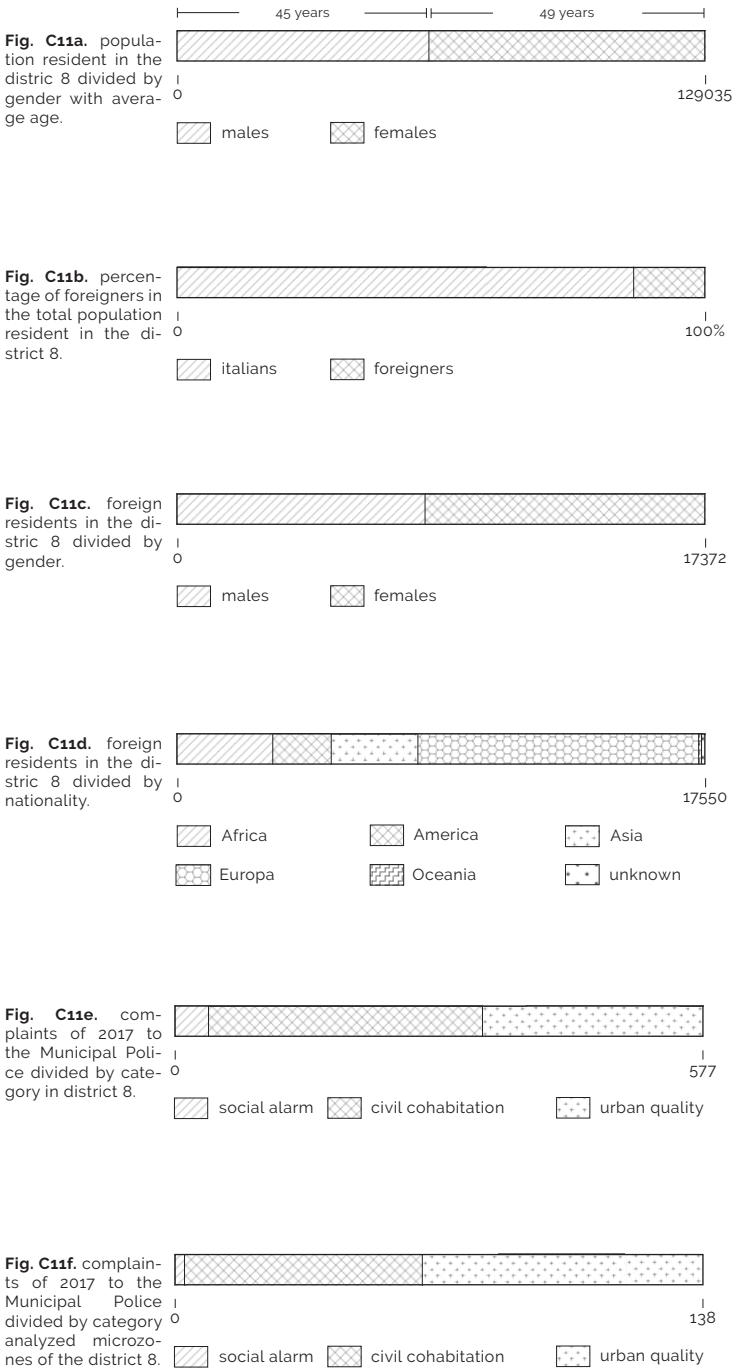 45 years 49 years
Fig. C11a. popula-
tion resident in the
distric 8 divided by
gender with avera-
ge age.
0 129035
males females
Fig. C11b. percen-
tage of foreigners in
the total population
resident in the di-
strict 8.
0 100%
italians foreigners
Fig. C11c. foreign
residents in the di-
stric 8 divided by
gender.
0 17372
males females
Fig. C11d. foreign
residents in the di-
stric 8 divided by
nationality.
0 17550
Africa America Asia
Europa Oceania unknown
Fig. C11e. com-
plaints of 2017 to
the Municipal Poli-
ce divided by cate-
gory in district 8.
0 577
social alarm civil cohabitation urban quality
Fig. C11f. complain-
ts of 2017 to the
Municipal Police
divided by category
analyzed microzo-
nes of the district 8.
0 138
social alarm civil cohabitation urban quality